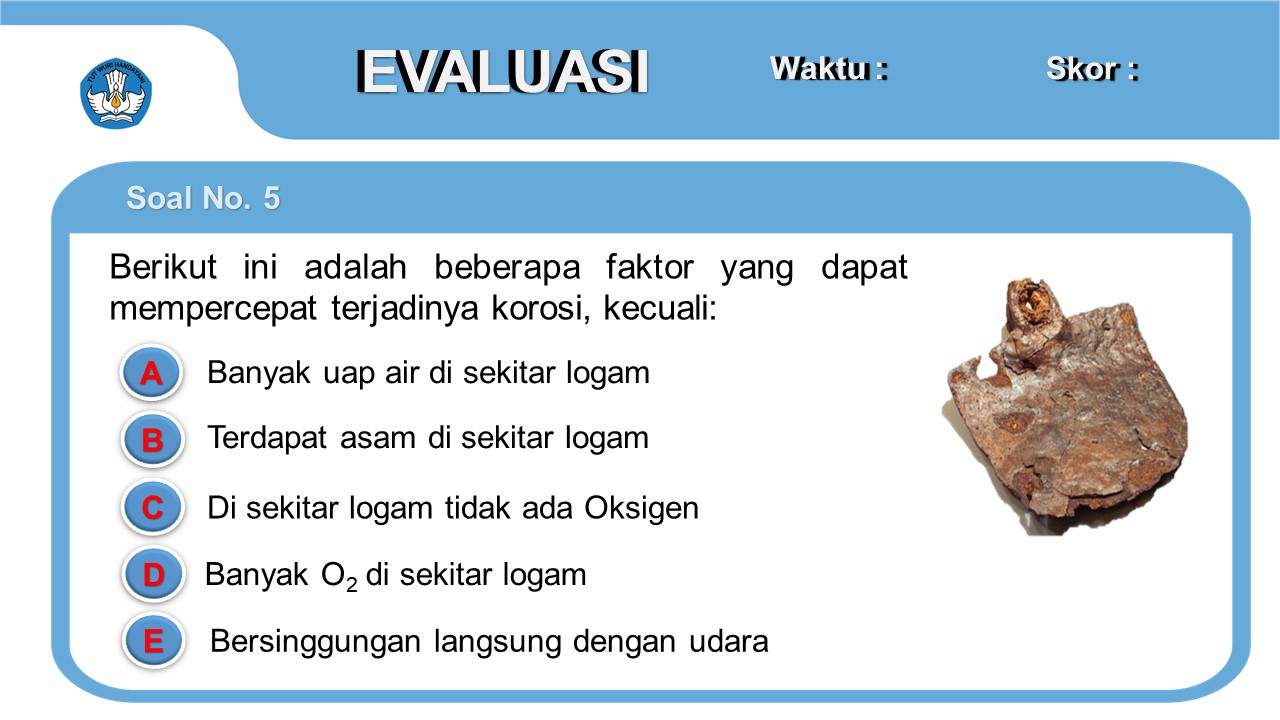 TUT WURI HANDAYANI
EVALUASI
Waktu :
Skor :
Soal No. 5
Berikut ini adalah beberapa faktor yang dapat
mempercepat terjadinya korosi, kecuali:
A Banyak uap air di sekitar logam
B Terdapat asam di sekitar logam
C Di sekitar logam tidak ada Oksigen
D Banyak O₂ di sekitar logam
E Bersinggungan langsung dengan udara